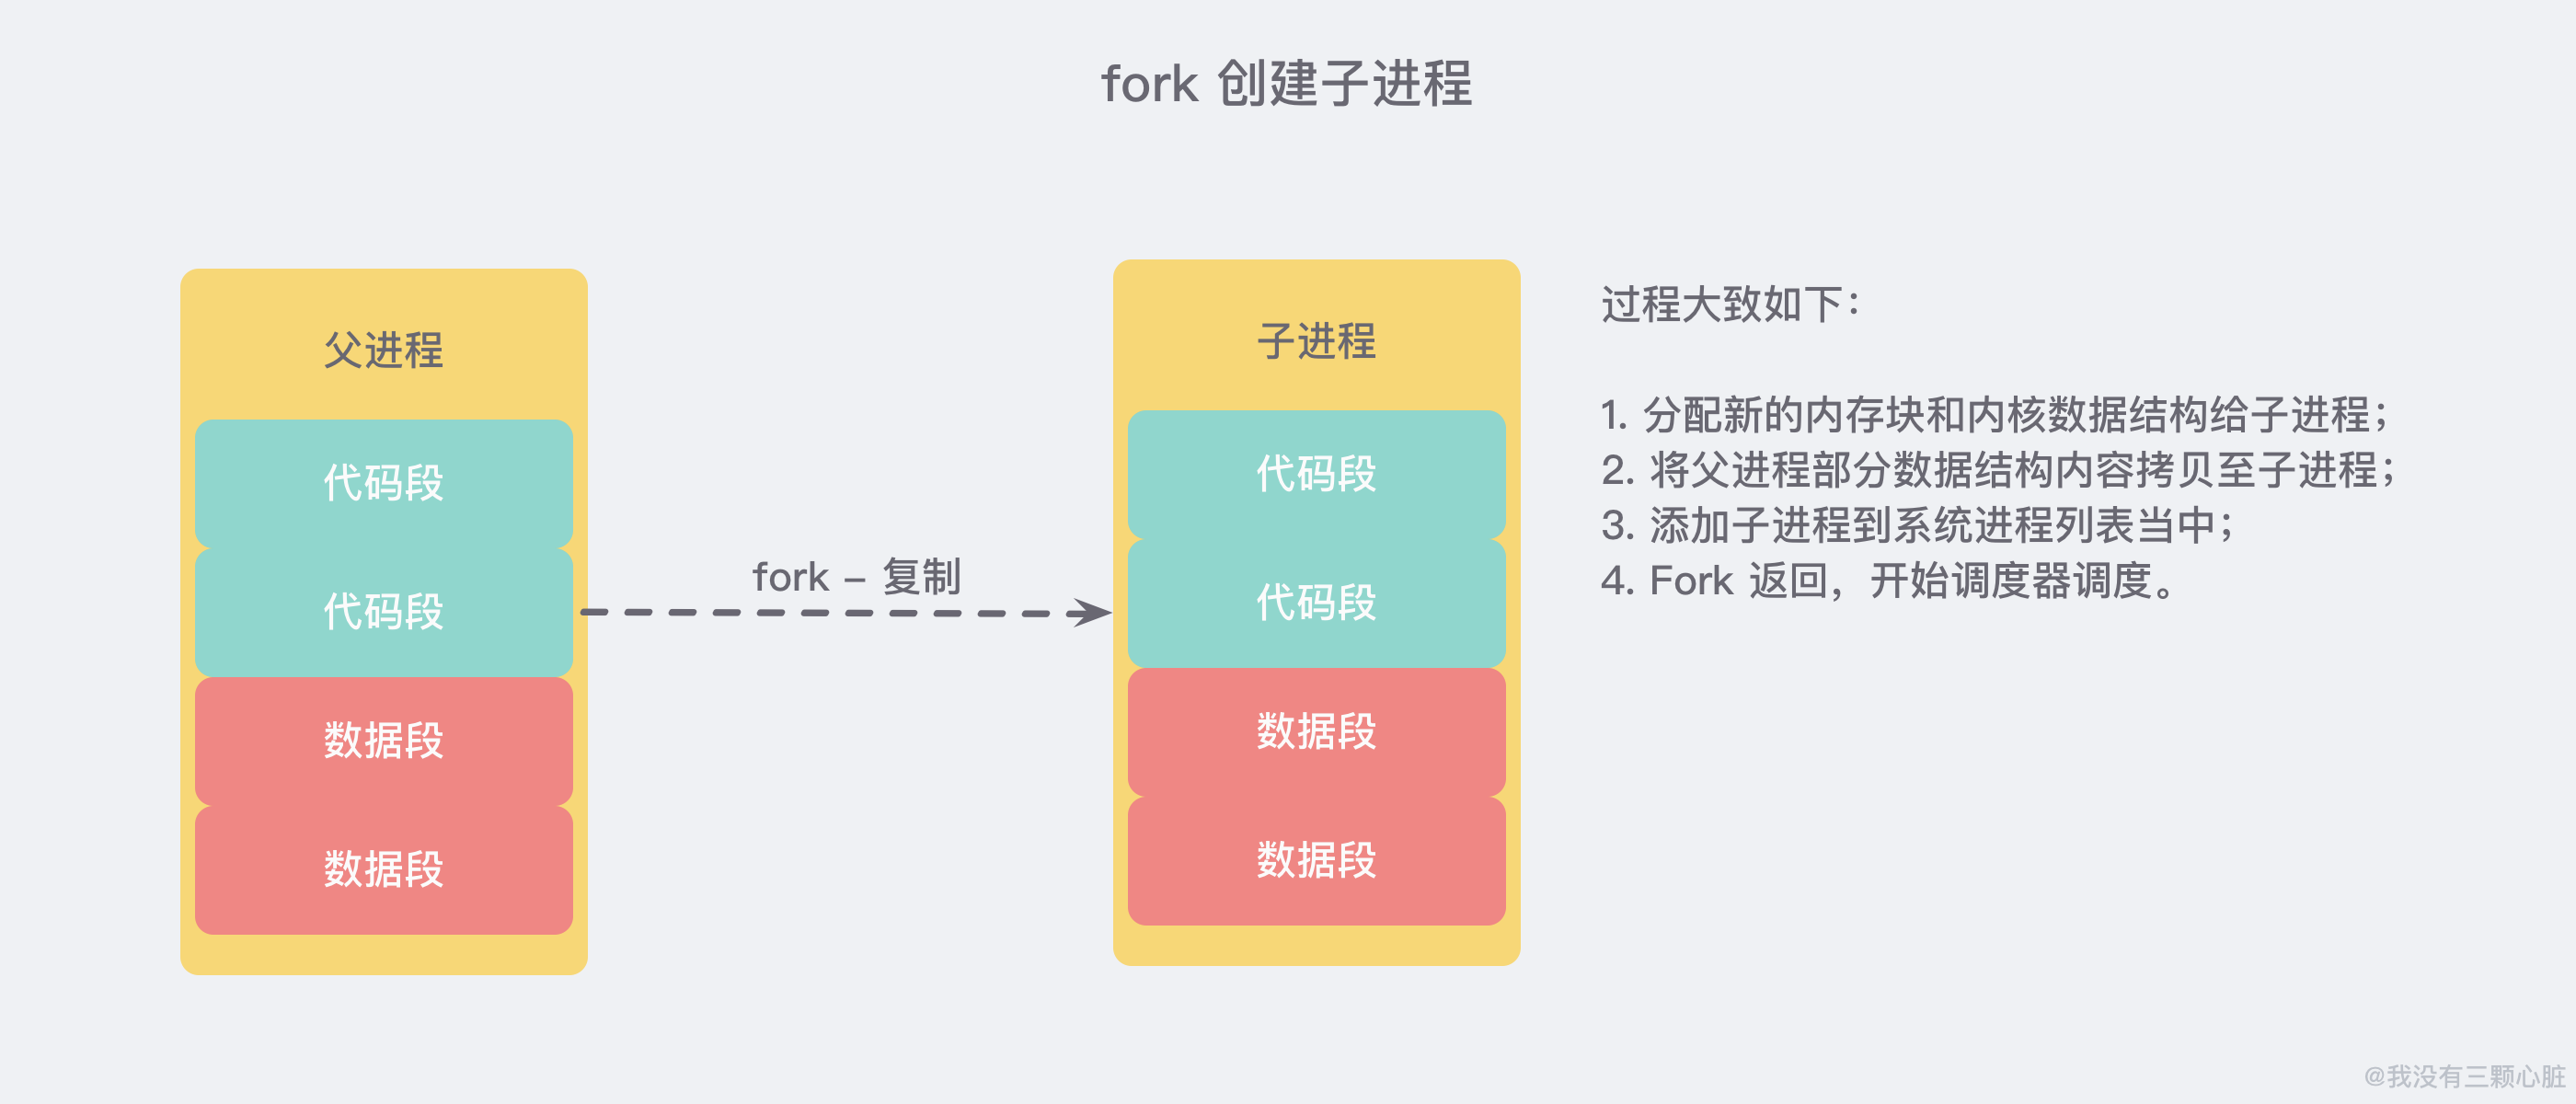 fork 创建子进程
父进程
代码段
代码段
数据段
数据段
fork – 复制
子进程
代码段
代码段
数据段
数据段
过程大致如下：
1. 分配新的内存块和内核数据结构给子进程；
2. 将父进程部分数据结构内容拷贝至子进程；
3. 添加子进程到系统进程列表当中；
4. Fork 返回，开始调度器调度。
@我没有三颗心脏